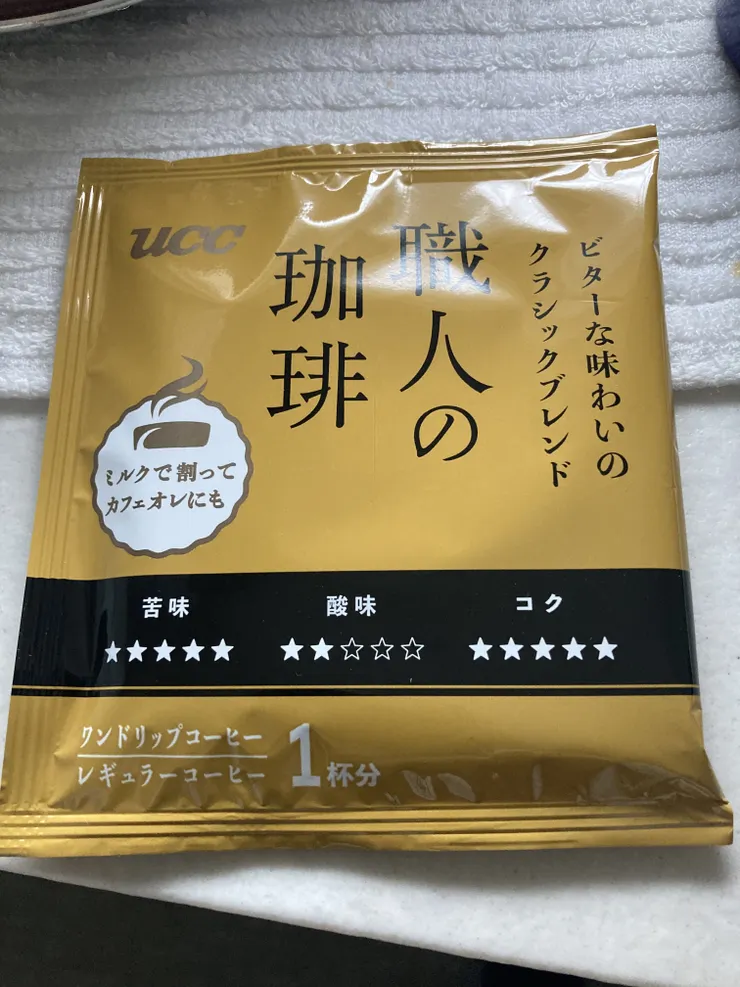 UCC
職人の
珈琲
ビターな味わいの
クラシックブレンド
ミルクで割って
カフェオレにも
苦味 酸味 コク
★★★★★ ★★☆☆☆ ★★★★★
ワンドリップコーヒー
レギュラーコーヒー
1杯分